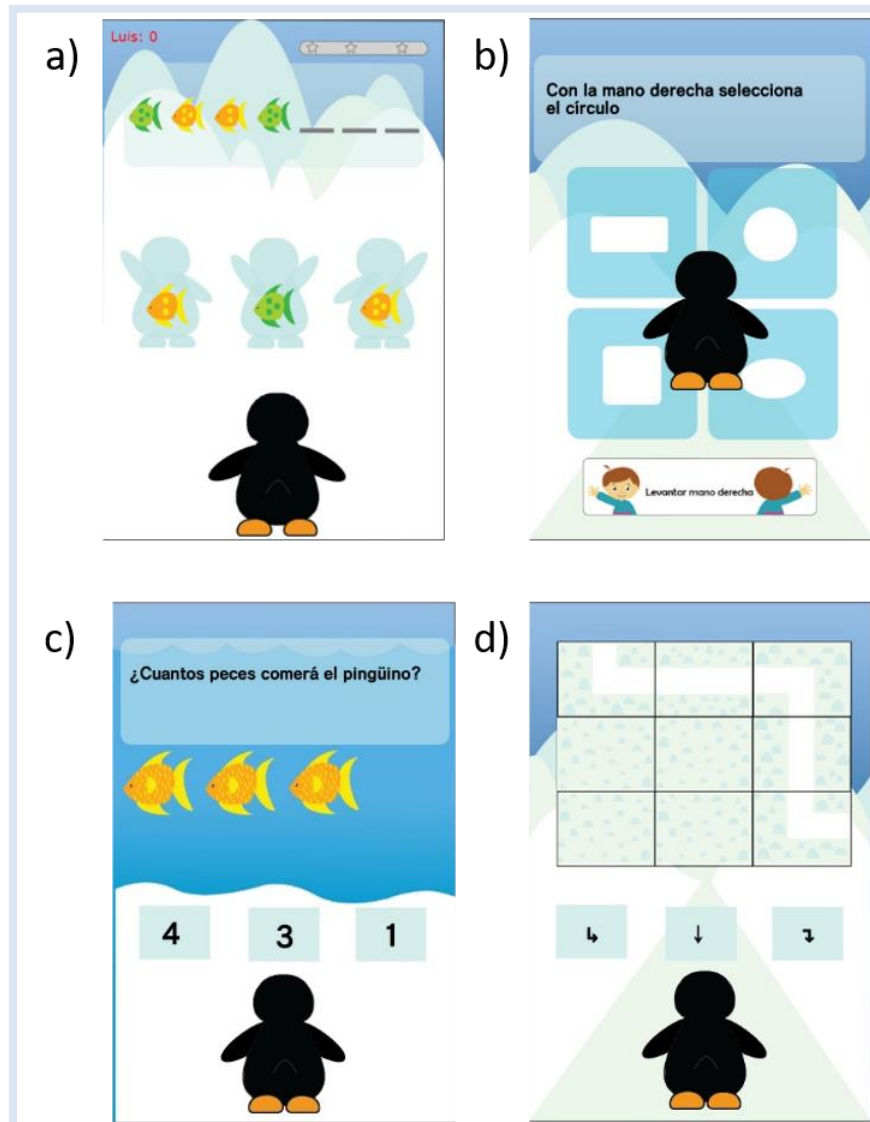 a)
Luis: 0
b)
Con la mano derecha selecciona
el círculo
Levantar mano derecha
c)
¿Cuantos peces comerá el pingüino?
4 3 1
d)
↳ ↓ ↴